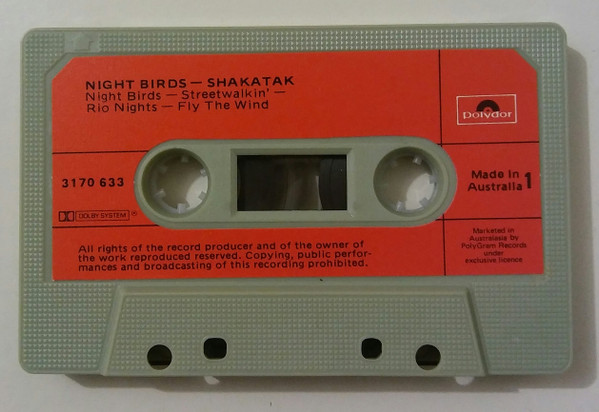 NIGHT BIRDS — SHAKATAK
Night Birds — Streetwalkin' —
Rio Nights — Fly The Wind
polydor
3170 633
Made in
Australia 1
DOLBY SYSTEM ®
All rights of the record producer and of the owner of
the work reproduced reserved. Copying, public perfor-
mances and broadcasting of this recording prohibited.
Marketed in
Australasia by
PolyGram Records
under
exclusive licence